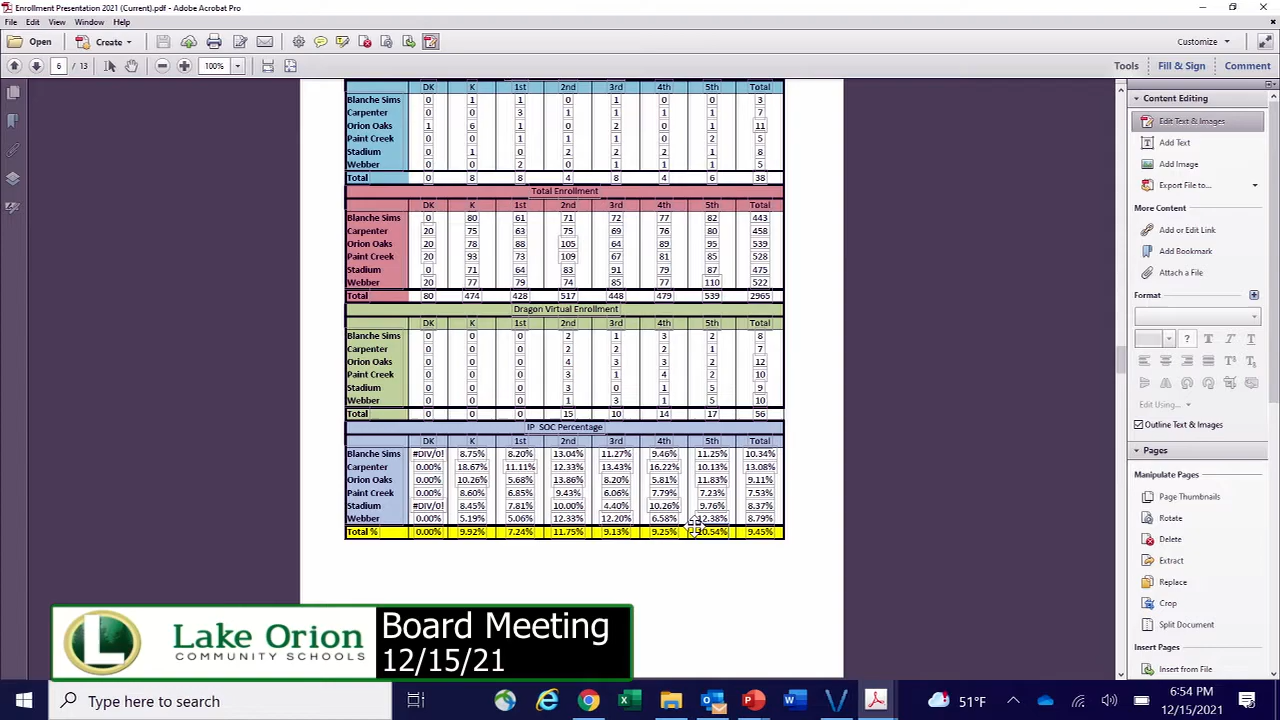 Enrollment Presentation 2021 (Current).pdf - Adobe Acrobat Pro
File Edit View Window Help
Open Create Customize
6 / 13 100% Tools Fill & Sign Comment
DK K 1st 2nd 3rd 4th 5th Total
Blanche Sims 0 1 1 0 1 0 0 3
Carpenter 0 0 3 1 1 1 1 7
Orion Oaks 1 6 1 0 2 0 1 11
Paint Creek 0 0 1 1 1 0 2 5
Stadium 0 1 0 2 2 2 1 8
Webber 0 0 2 0 1 1 1 5
Total 0 8 8 4 8 4 6 38
Total Enrollment
DK K 1st 2nd 3rd 4th 5th Total
Blanche Sims 0 80 61 71 72 77 82 443
Carpenter 20 75 63 75 69 76 80 458
Orion Oaks 20 78 88 105 64 89 95 539
Paint Creek 20 93 73 109 67 81 85 528
Stadium 0 71 64 83 91 79 87 475
Webber 20 77 79 74 85 77 110 522
Total 80 474 428 517 448 479 539 2965
Dragon Virtual Enrollment
DK K 1st 2nd 3rd 4th 5th Total
Blanche Sims 0 0 0 2 1 3 2 8
Carpenter 0 0 0 2 2 2 1 7
Orion Oaks 0 0 0 4 3 3 2 12
Paint Creek 0 0 0 3 1 4 2 10
Stadium 0 0 0 3 0 1 5 9
Webber 0 0 0 1 3 1 5 10
Total 0 0 0 15 10 14 17 56
IP SOC Percentage
DK K 1st 2nd 3rd 4th 5th Total
Blanche Sims #DIV/0! 8.75% 8.20% 13.04% 11.27% 9.46% 11.25% 10.34%
Carpenter 0.00% 18.67% 11.11% 12.33% 13.43% 16.22% 10.13% 13.08%
Orion Oaks 0.00% 10.26% 5.68% 13.86% 8.20% 5.81% 11.83% 9.11%
Paint Creek 0.00% 8.60% 6.85% 9.43% 6.06% 7.79% 7.23% 7.53%
Stadium #DIV/0! 8.45% 7.81% 10.00% 4.40% 10.26% 9.76% 8.37%
Webber 0.00% 5.19% 5.06% 12.33% 12.20% 6.58% 12.38% 8.79%
Total % 0.00% 9.92% 7.24% 11.75% 9.13% 9.25% 10.54% 9.45%
Content Editing
Edit Text & Images
Add Text
Add Image
Export File to...
More Content
Add or Edit Link
Add Bookmark
Attach a File
Format
?
Edit Using...
Outline Text & Images
Pages
Manipulate Pages
Page Thumbnails
Rotate
Delete
Extract
Replace
Crop
Split Document
Insert Pages
Insert from File
Lake Orion
COMMUNITY SCHOOLS
Board Meeting
12/15/21
Type here to search
51°F
6:54 PM
12/15/2021